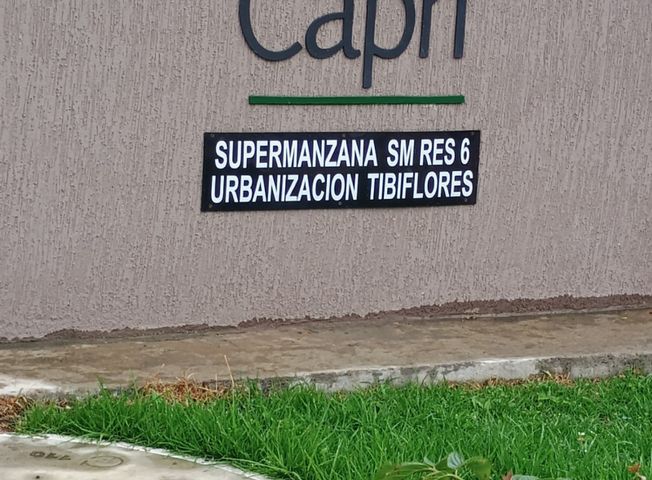 Capri
SUPERMANZANA SM RES 6
URBANIZACION TIBIFLORES